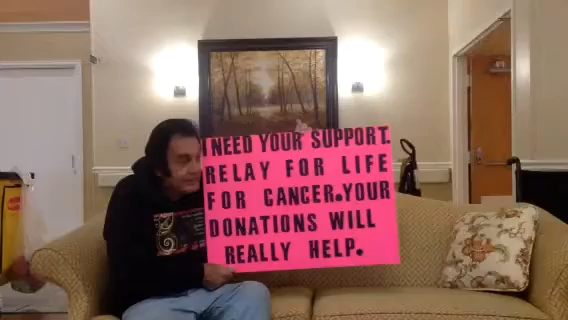 I NEED YOUR SUPPORT.
RELAY FOR LIFE
FOR CANCER.YOUR
DONATIONS WILL
REALLY HELP.